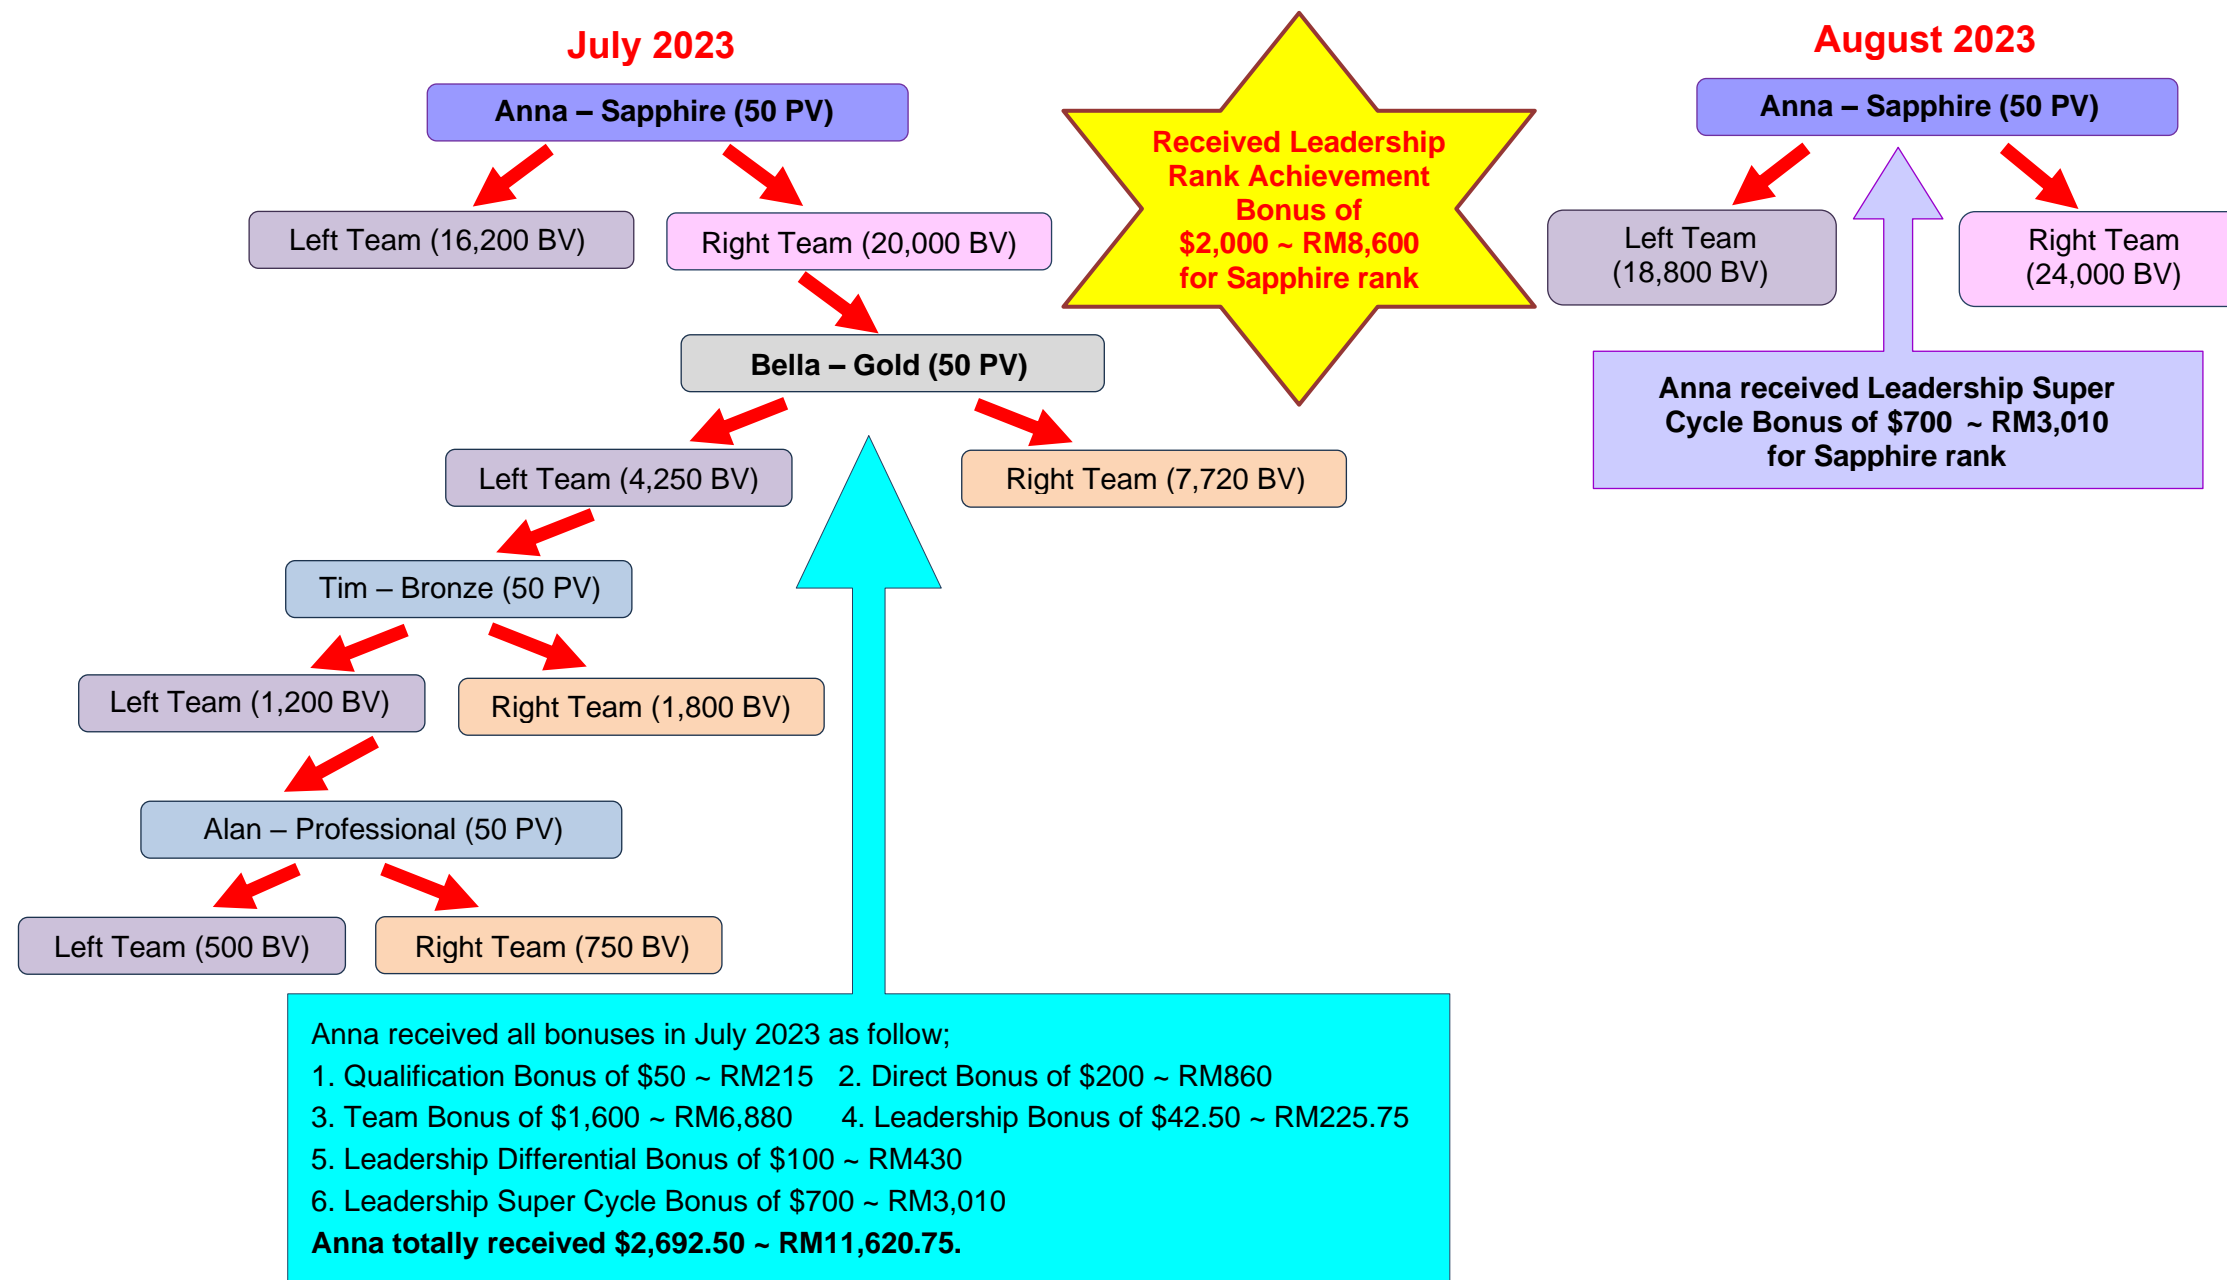 July 2023
Anna – Sapphire (50 PV)
Left Team (16,200 BV)
Right Team (20,000 BV)
Bella – Gold (50 PV)
Left Team (4,250 BV)
Right Team (7,720 BV)
Tim – Bronze (50 PV)
Left Team (1,200 BV)
Right Team (1,800 BV)
Alan – Professional (50 PV)
Left Team (500 BV)
Right Team (750 BV)
Anna received all bonuses in July 2023 as follow;
1. Qualification Bonus of $50 ~ RM215 2. Direct Bonus of $200 ~ RM860
3. Team Bonus of $1,600 ~ RM6,880 4. Leadership Bonus of $42.50 ~ RM225.75
5. Leadership Differential Bonus of $100 ~ RM430
6. Leadership Super Cycle Bonus of $700 ~ RM3,010
Anna totally received $2,692.50 ~ RM11,620.75.
Received Leadership
Rank Achievement
Bonus of
$2,000 ~ RM8,600
for Sapphire rank
August 2023
Anna – Sapphire (50 PV)
Left Team
(18,800 BV)
Right Team
(24,000 BV)
Anna received Leadership Super
Cycle Bonus of $700 ~ RM3,010
for Sapphire rank